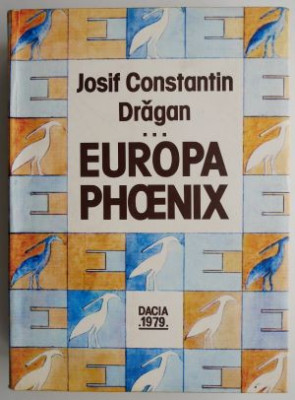 Josif Constantin
Drăgan
...
EUROPA
PHŒNIX
DACIA
.1979.